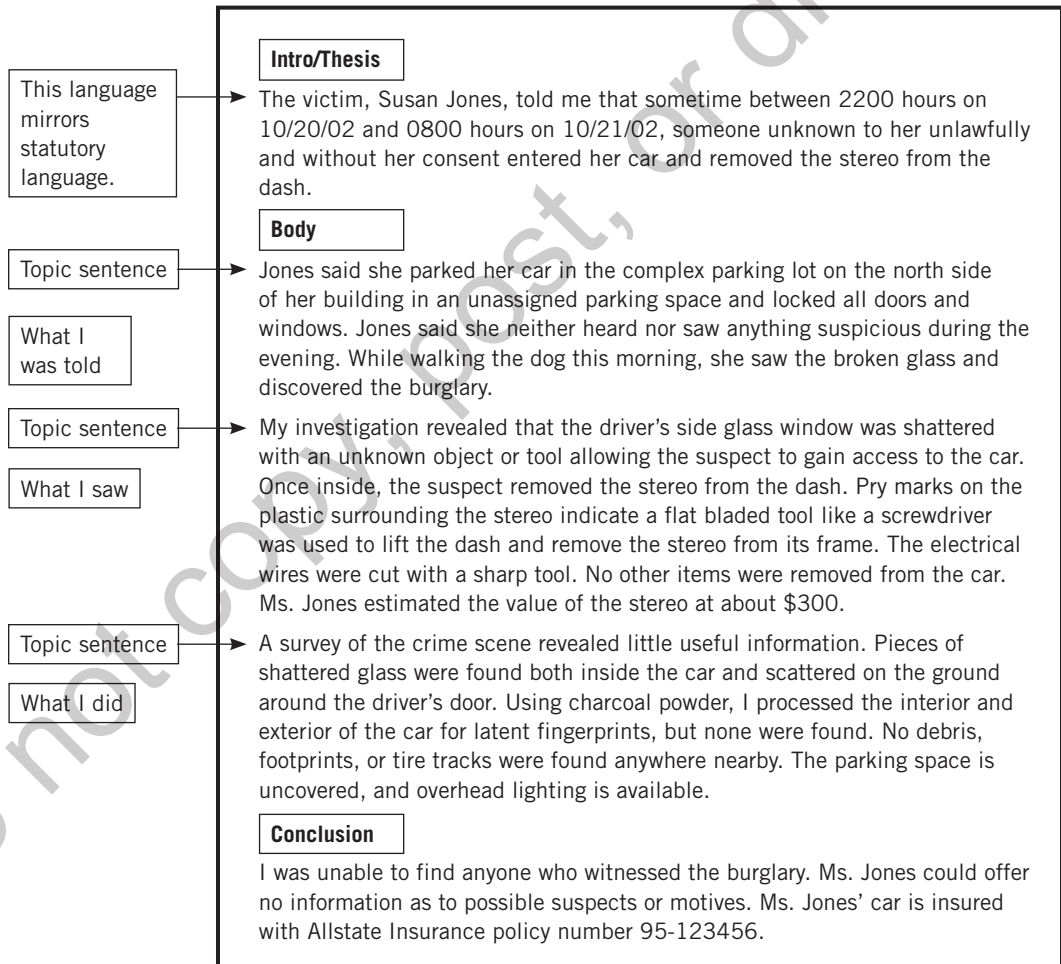 Intro/Thesis
This language
mirrors
statutory
language.
The victim, Susan Jones, told me that sometime between 2200 hours on
10/20/02 and 0800 hours on 10/21/02, someone unknown to her unlawfully
and without her consent entered her car and removed the stereo from the
dash.
Body
Topic sentence
What I
was told
Jones said she parked her car in the complex parking lot on the north side
of her building in an unassigned parking space and locked all doors and
windows. Jones said she neither heard nor saw anything suspicious during the
evening. While walking the dog this morning, she saw the broken glass and
discovered the burglary.
Topic sentence
What I saw
My investigation revealed that the driver's side glass window was shattered
with an unknown object or tool allowing the suspect to gain access to the car.
Once inside, the suspect removed the stereo from the dash. Pry marks on the
plastic surrounding the stereo indicate a flat bladed tool like a screwdriver
was used to lift the dash and remove the stereo from its frame. The electrical
wires were cut with a sharp tool. No other items were removed from the car.
Ms. Jones estimated the value of the stereo at about $300.
Topic sentence
What I did
A survey of the crime scene revealed little useful information. Pieces of
shattered glass were found both inside the car and scattered on the ground
around the driver's door. Using charcoal powder, I processed the interior and
exterior of the car for latent fingerprints, but none were found. No debris,
footprints, or tire tracks were found anywhere nearby. The parking space is
uncovered, and overhead lighting is available.
Conclusion
I was unable to find anyone who witnessed the burglary. Ms. Jones could offer
no information as to possible suspects or motives. Ms. Jones' car is insured
with Allstate Insurance policy number 95-123456.
not copy, post, or